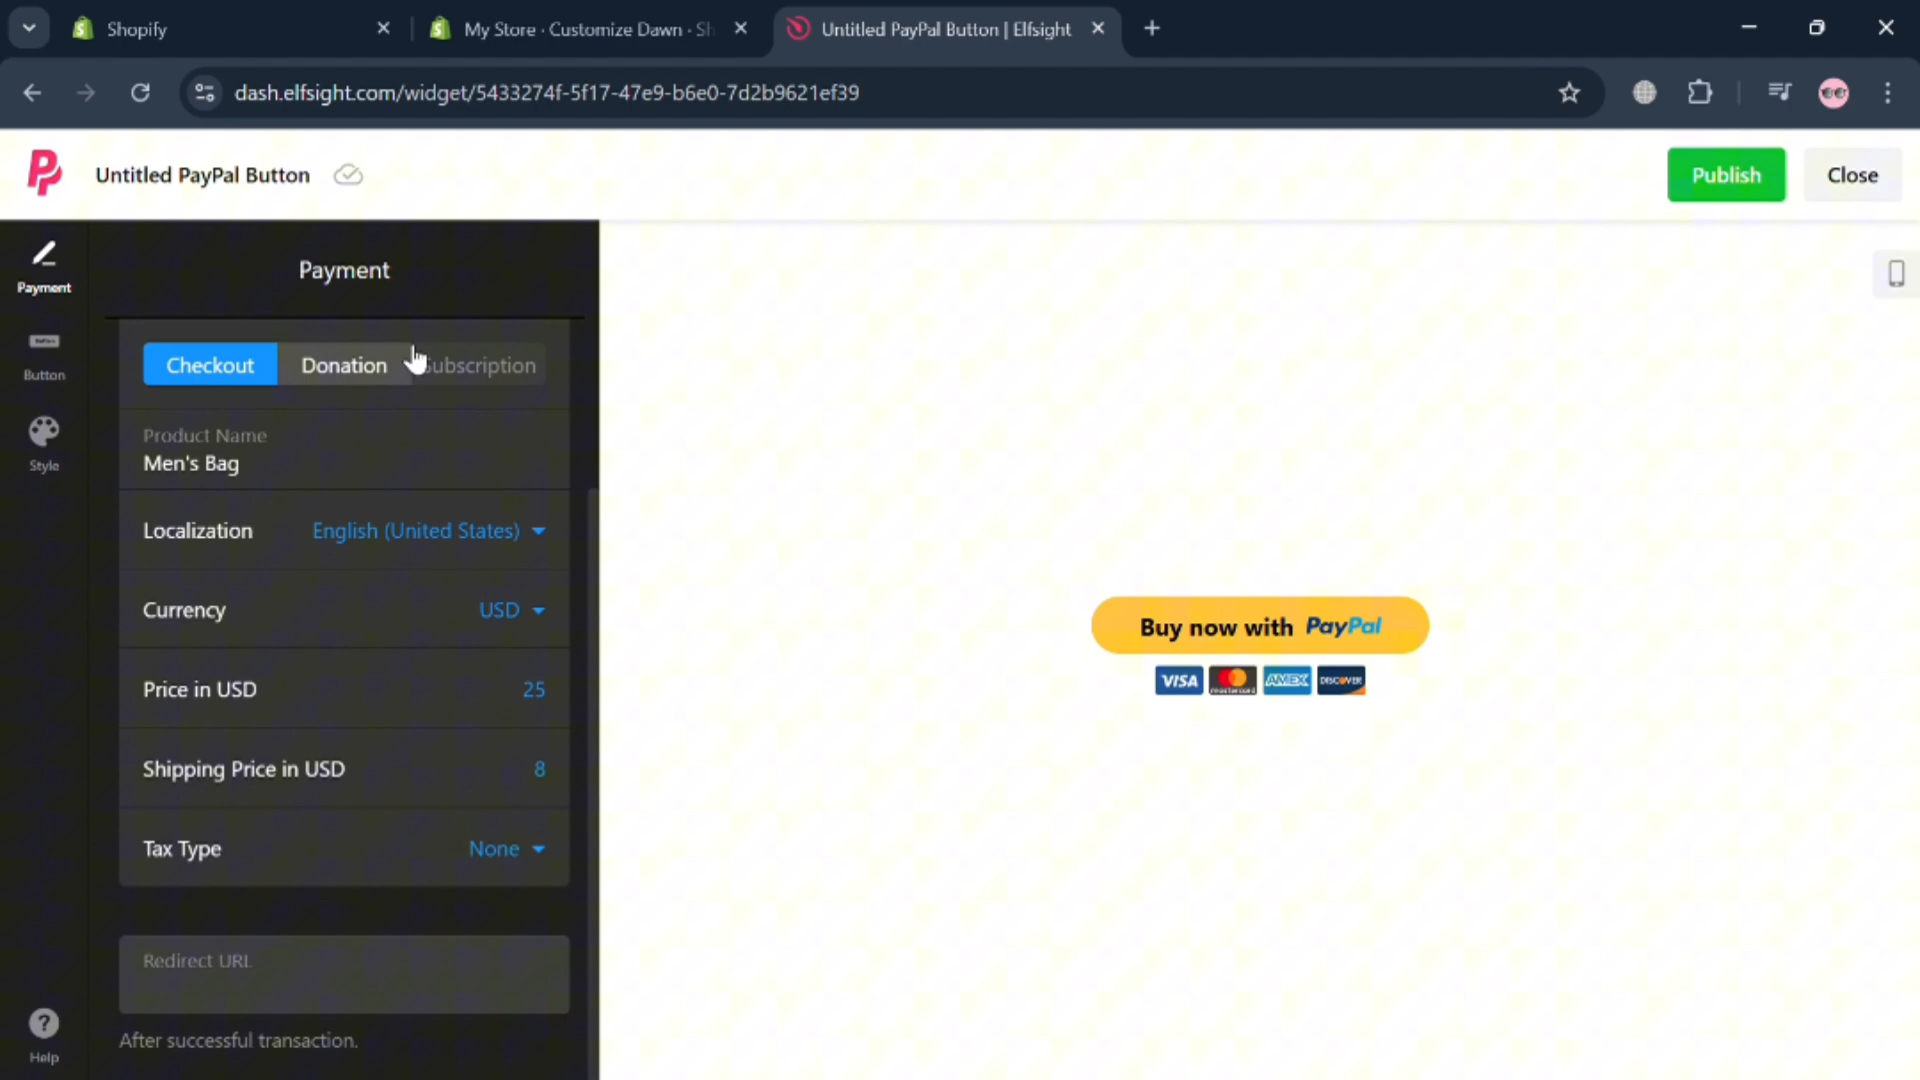 Shopify
My Store · Customize Dawn · Sh
Untitled PayPal Button | Elfsight
dash.elfsight.com/widget/5433274f-5f17-47e9-b6e0-7d2b9621ef39
Untitled PayPal Button
Publish
Close
Payment
Button
Style
Help
Payment
Checkout
Donation
ubscription
Product Name
Men's Bag
Localization
English (United States)
Currency
USD
Price in USD
25
Shipping Price in USD
8
Tax Type
None
Redirect URL
After successful transaction.
Buy now with PayPal
VISA
mastercard
AMEX
DISCOVER